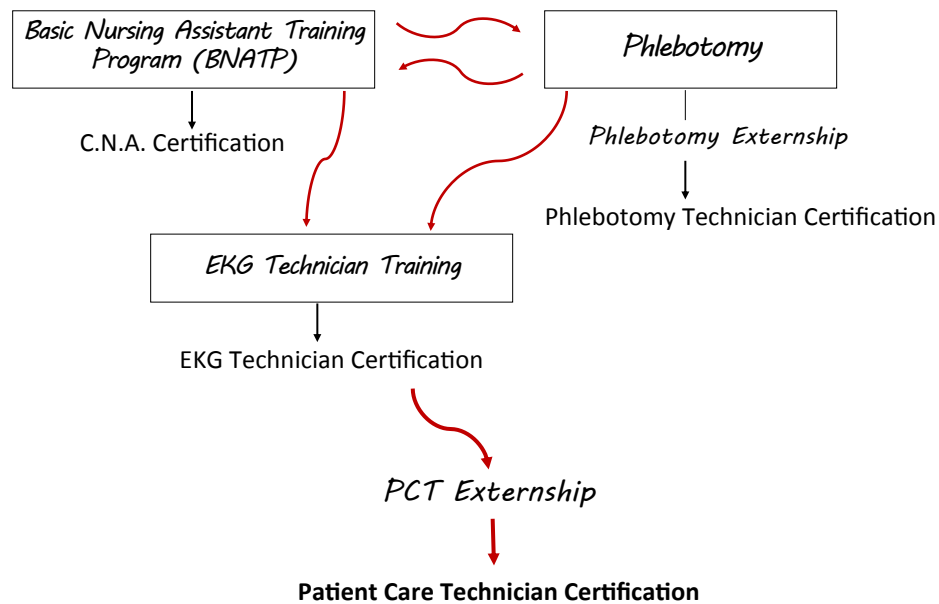 Basic Nursing Assistant Training
Program (BNATP)
Phlebotomy
C.N.A. Certification
Phlebotomy Externship
Phlebotomy Technician Certification
EKG Technician Training
EKG Technician Certification
PCT Externship
Patient Care Technician Certification